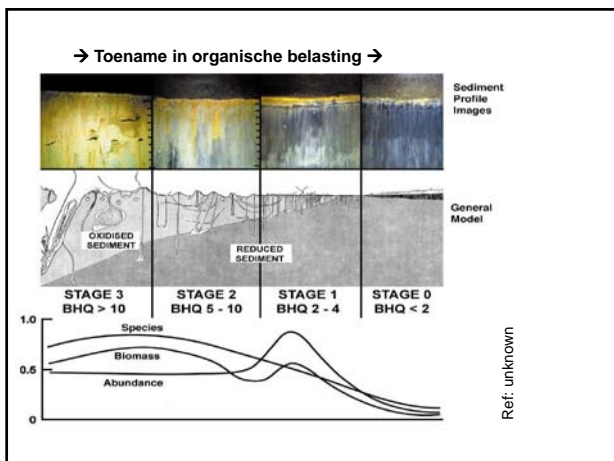 → Toename in organische belasting →
Sediment
Profile
Images
General
Model
OXIDISED
SEDIMENT
REDUCED
SEDIMENT
STAGE 3
BHQ > 10
STAGE 2
BHQ 5 - 10
STAGE 1
BHQ 2 - 4
STAGE 0
BHQ < 2
1.0
Species
Biomass
0.5
Abundance
0
Ref: unknown